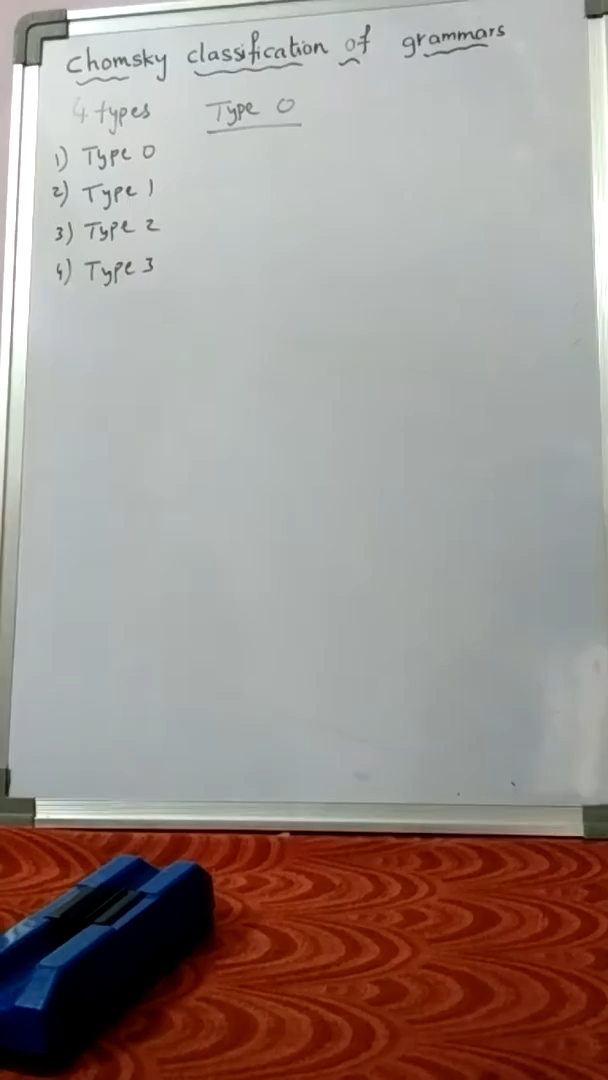 Chomsky classification of grammars
4 types Type 0
1) Type 0
2) Type 1
3) Type 2
4) Type 3